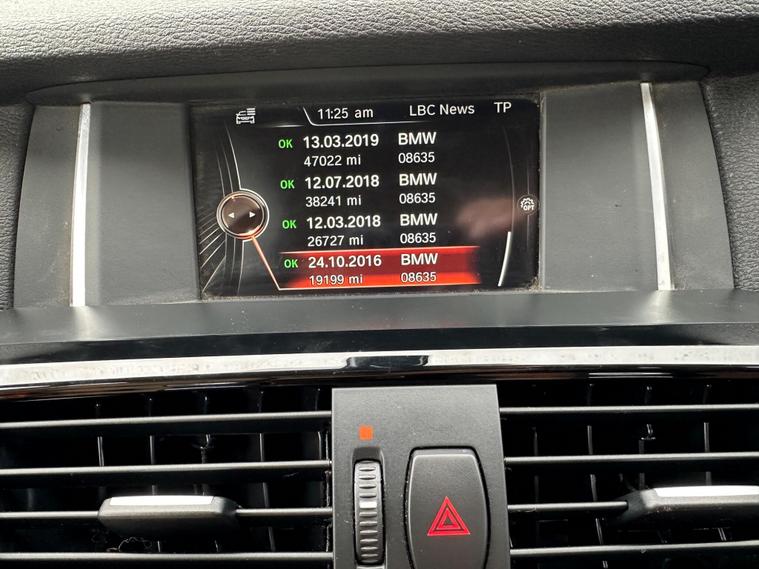 11:25 am LBC News TP
OK 13.03.2019 BMW
47022 mi 08635
OK 12.07.2018 BMW
38241 mi 08635
OPT
OK 12.03.2018 BMW
26727 mi 08635
OK 24.10.2016 BMW
19199 mi 08635